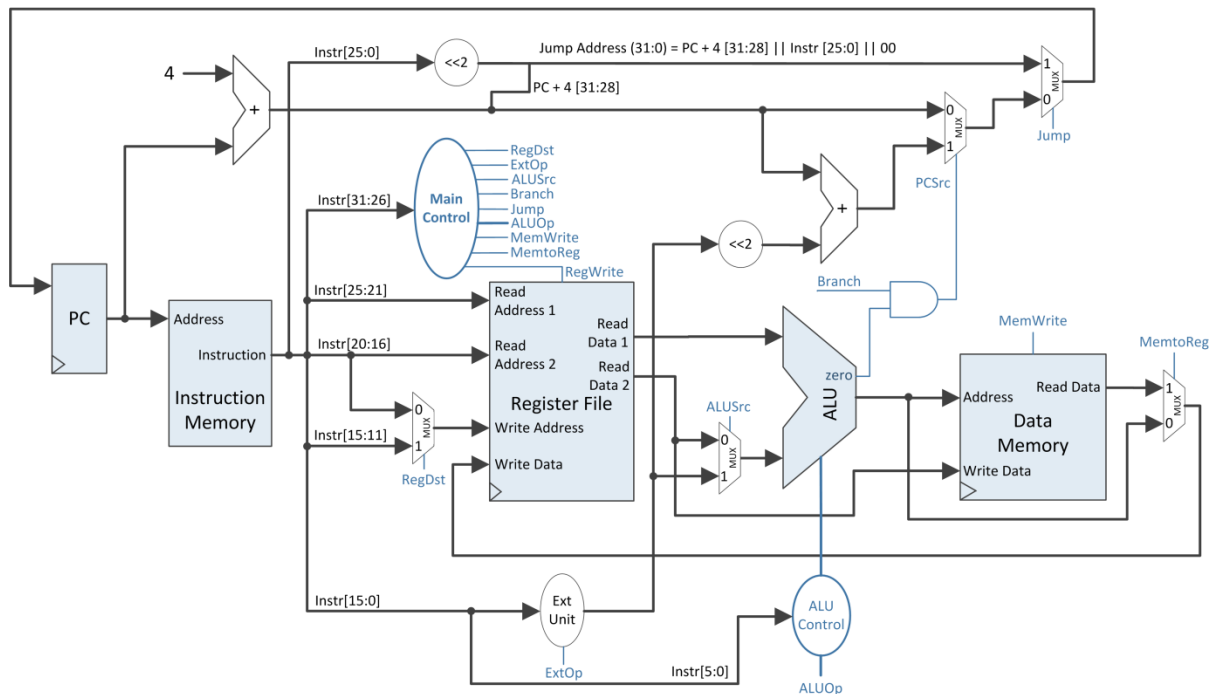 Instr[25:0]
<<2
Jump Address (31:0) = PC + 4 [31:28] || Instr [25:0] || 00
PC + 4 [31:28]
4
+
1
MUX
0
Jump
0
MUX
1
PCSrc
Instr[31:26]
Main
Control
RegDst
ExtOp
ALUSrc
Branch
Jump
ALUOp
MemWrite
MemtoReg
RegWrite
+
<<2
Branch
PC
Address
Instruction
Instruction
Memory
Instr[25:21]
Instr[20:16]
Instr[15:11]
0
MUX
1
RegDst
Read
Address 1
Read
Address 2
Read
Data 1
Read
Data 2
Register File
Write Address
Write Data
ALUSrc
0
MUX
1
zero
ALU
MemWrite
Address
Read Data
Data
Memory
Write Data
MemtoReg
1
MUX
0
Instr[15:0]
Ext
Unit
ExtOp
Instr[5:0]
ALU
Control
ALUOp